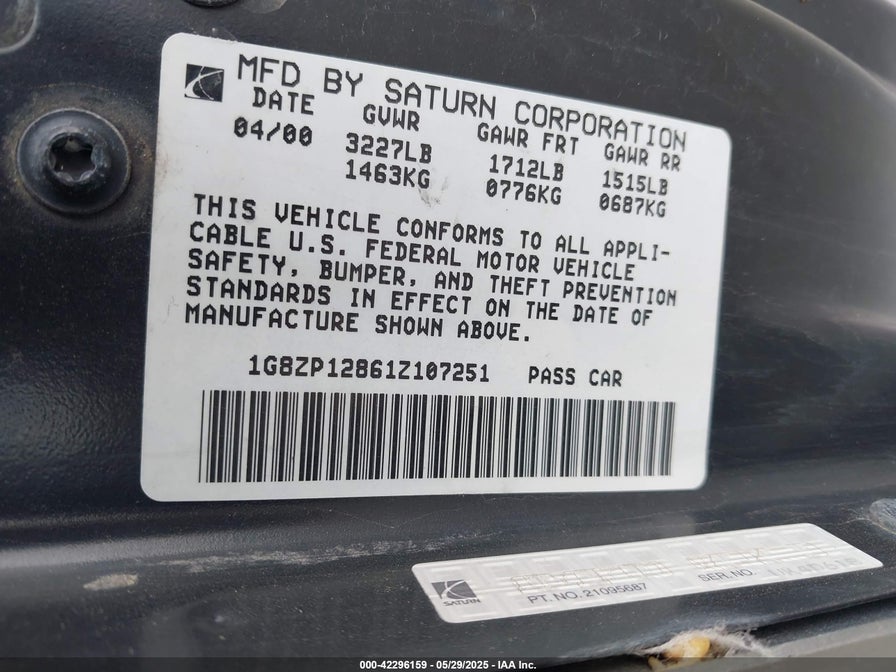 MFD BY SATURN CORPORATION
DATE GVWR GAWR FRT GAWR RR
04/00 3227LB 1712LB 1515LB
1463KG 0776KG 0687KG
THIS VEHICLE CONFORMS TO ALL APPLI-
CABLE U.S. FEDERAL MOTOR VEHICLE
SAFETY, BUMPER, AND THEFT PREVENTION
STANDARDS IN EFFECT ON THE DATE OF
MANUFACTURE SHOWN ABOVE.
1G8ZP12861Z107251 PASS CAR
SATURN PT. NO. 21095687 SER. NO.
000-42296159 - 05/29/2025 - IAA Inc.